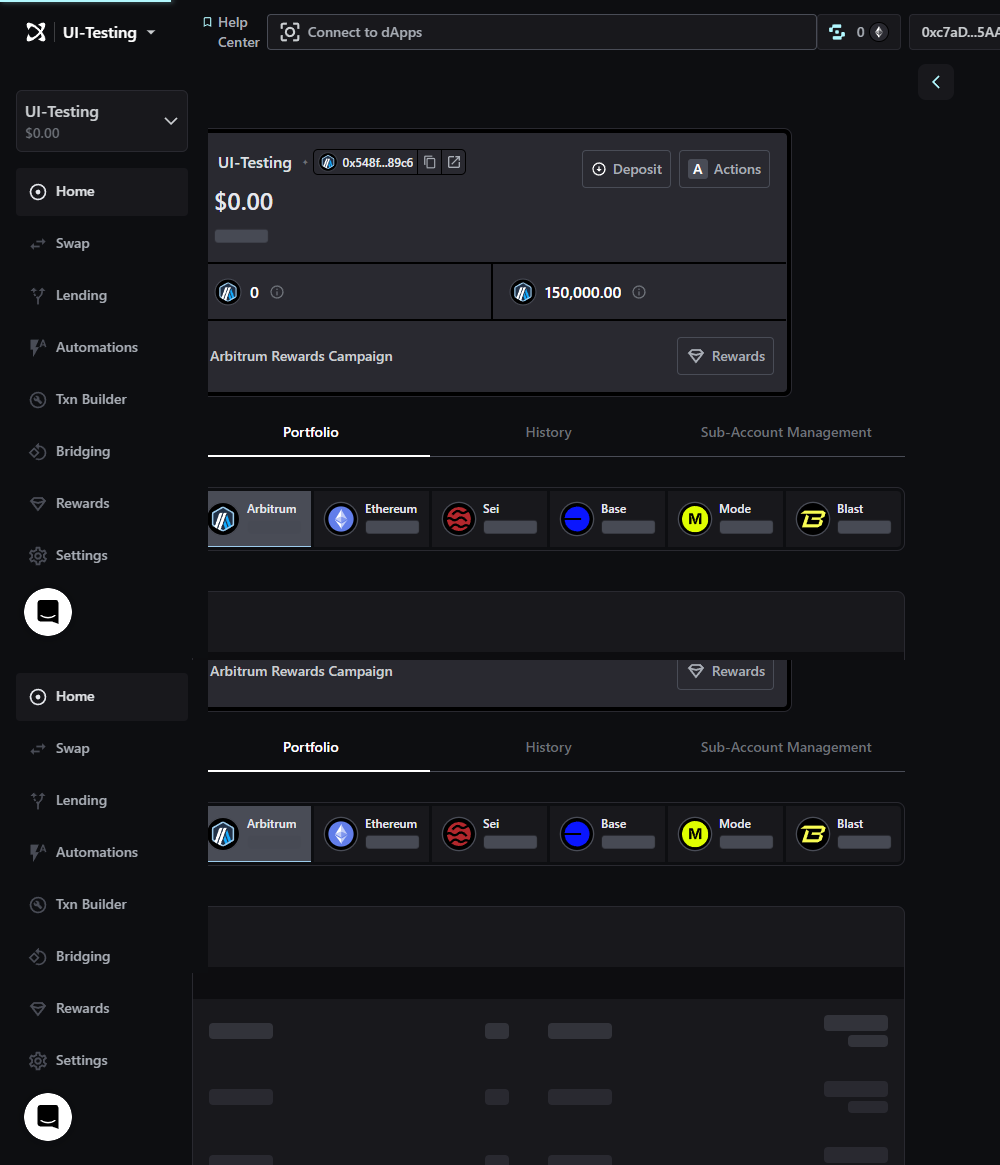 UI-Testing
Help Center
Connect to dApps
0
0xc7aD...5AA
UI-Testing
$0.00
Home
Swap
Lending
Automations
Txn Builder
Bridging
Rewards
Settings
UI-Testing
0x548f...89c6
Deposit
A Actions
$0.00
0
150,000.00
Arbitrum Rewards Campaign
Rewards
Portfolio
History
Sub-Account Management
Arbitrum
Ethereum
Sei
Base
Mode
Blast
Home
Swap
Lending
Automations
Txn Builder
Bridging
Rewards
Settings
Arbitrum Rewards Campaign
Rewards
Portfolio
History
Sub-Account Management
Arbitrum
Ethereum
Sei
Base
Mode
Blast